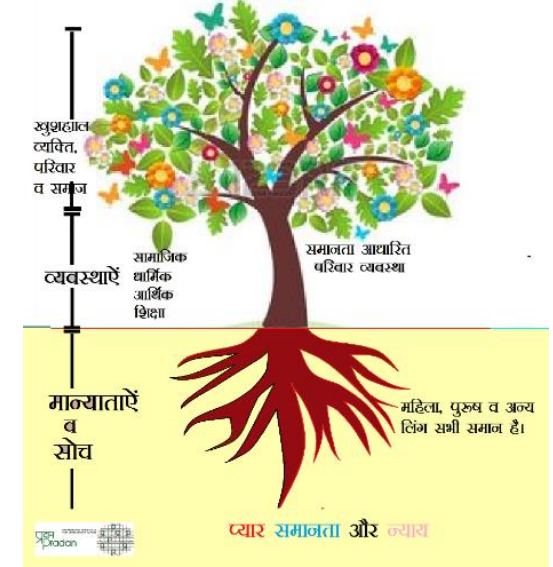 खुशहाल
व्यक्ति,
परिवार
व समाज
सामाजिक
धार्मिक
आर्थिक
शिक्षा
व्यवस्थाऐं
समानता आधारित
परिवार व्यवस्था
मान्याताऐं
ब
सोच
महिला, पुरूष व अन्य
लिंग सभी समान है।
प्यार समानता और न्याय
Pradan